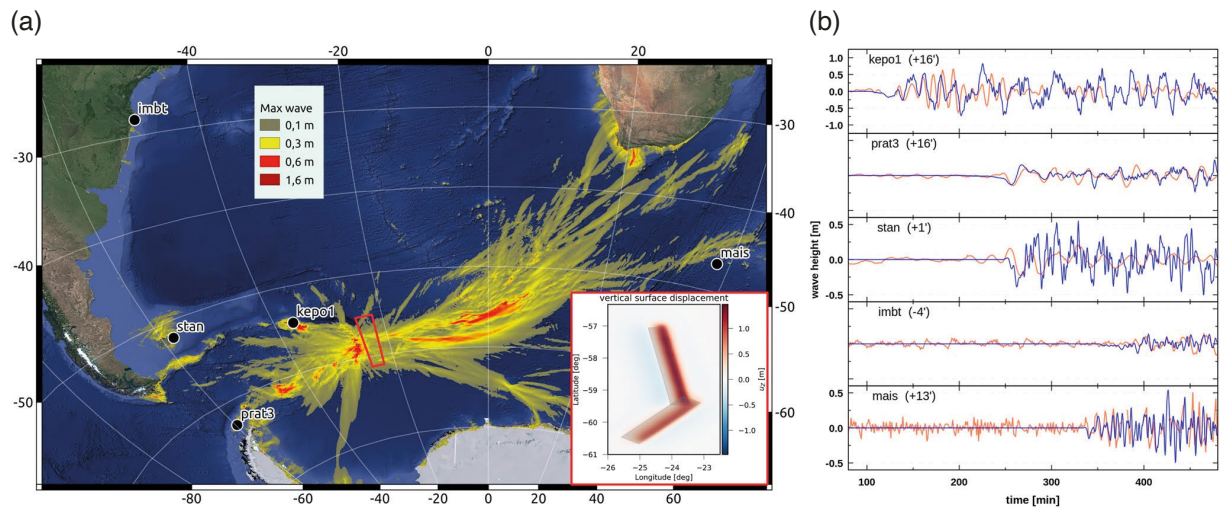 (a)
(b)
-40
-20
0
20
-30
-40
-50
-30
-40
-50
-60
-40
-20
-10
0
10
20
40
60
Max wave
0,1 m
0,3 m
0,6 m
1,6 m
imbt
stan
kepo1
prat3
mais
vertical surface displacement
−57
−58
−59
−60
−61
Latitude [deg]
−26
−25
−24
−23
Longitude [deg]
1.0
0.5
0.0
−0.5
−1.0
u_z [m]
kepo1 (+16')
1.0
0.5
0.0
-0.5
-1.0
prat3 (+16')
stan (+1')
0.5
0.0
-0.5
imbt (-4')
mais (+13')
0.5
0.0
-0.5
wave height [m]
100
200
300
400
time [min]